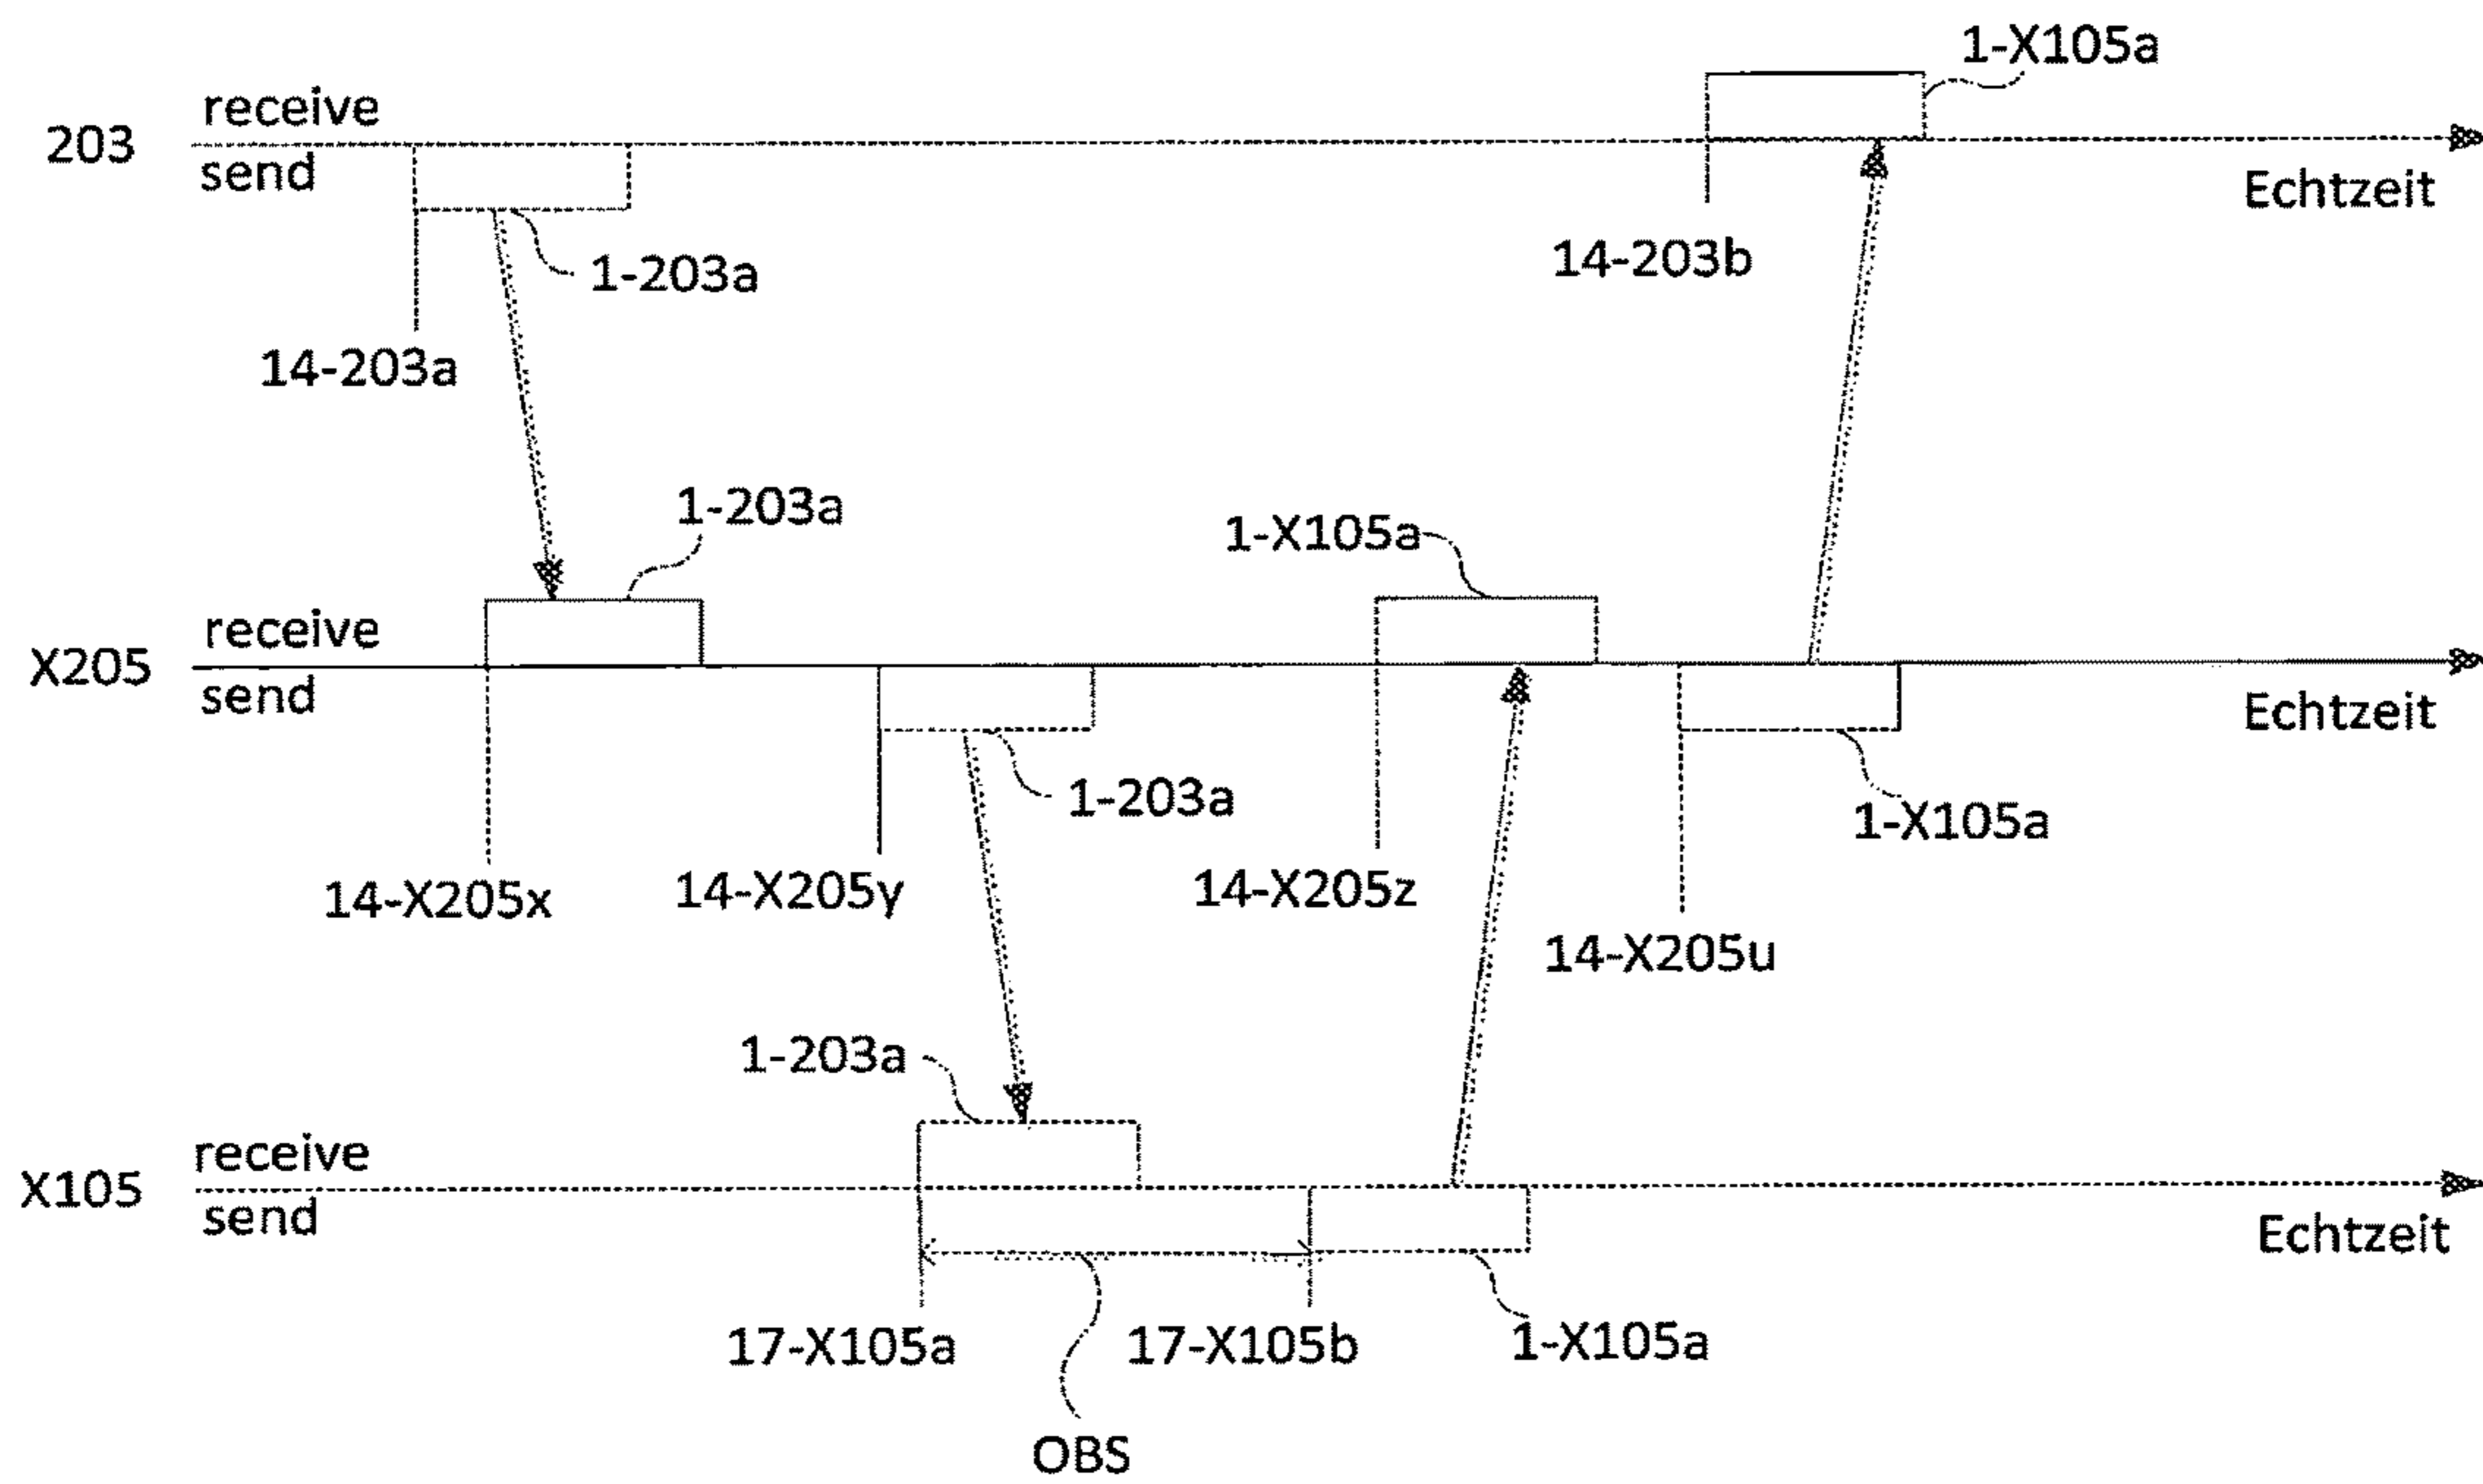 1-X105a
receive
203
send
Echtzeit
14-203b
1-203a
14-203a
1-203a
1-X105a
receive
X205
send
Echtzeit
1-203a
1-X105a
14-X205x
14-X205y
14-X205z
14-X205u
1-203a
receive
X105
send
Echtzeit
17-X105a
17-X105b
1-X105a
OBS